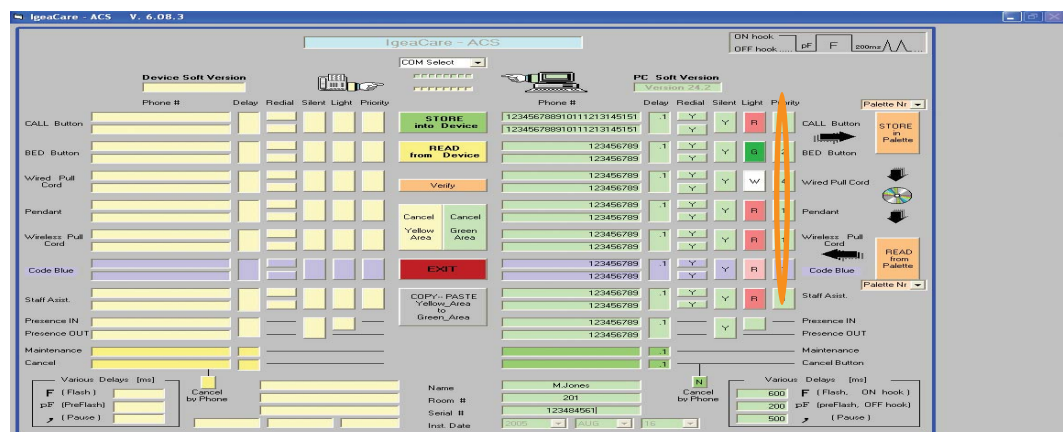 IgeaCare - ACS V. 6.08.3
IgeaCare - ACS
ON hook
OFF hook
pF F 200ms
COM Select
Device Soft Version
PC Soft Version
Version 24.2
Phone # Delay Redial Silent Light Priority
Phone # Delay Redial Silent Light Priority
Palette Nr
CALL Button
STORE
into Device
12345678891011121314515 1
.1 Y Y R
CALL Button
STORE
in
Palette
BED Button
READ
from Device
123456789 .1 Y Y G
123456789 Y
BED Button
Wired Pull
Cord
Verify
123456789 .1 Y Y W 4
123456789 Y
Wired Pull Cord
Pendant
Cancel
Yellow
Area
Cancel
Green
Area
123456789 .1 Y Y R
123456789 Y
Pendant
Wireless Pull
Cord
123456789 .1 Y Y R
123456789 Y
Wireless Pull
Cord
READ
from
Palette
Code Blue
EXIT
123456789 .1 Y Y R
123456789 Y
Code Blue
Palette Nr
Staff Asist.
COPY-- PASTE
Yellow_Area
to
Green_Area
123456789 .1 Y Y R
123456789 Y
Staff Asist.
Presence IN
123456789 .1 Y
Presence IN
Presence OUT
123456789
Presence OUT
Maintenance
.1
Maintenance
Cancel
.1
Cancel Button
Various Delays [ms]
F ( Flash )
pF (PreFlash)
, ( Pause )
Cancel
by Phone
Name M.Jones
Room # 201
Serial # 123484561
Inst. Date 2005 AUG 16
N
Cancel
by Phone
Various Delays [ms]
600 F ( Flash, ON hook )
200 pF (preFlash, OFF hook)
500 , ( Pause )